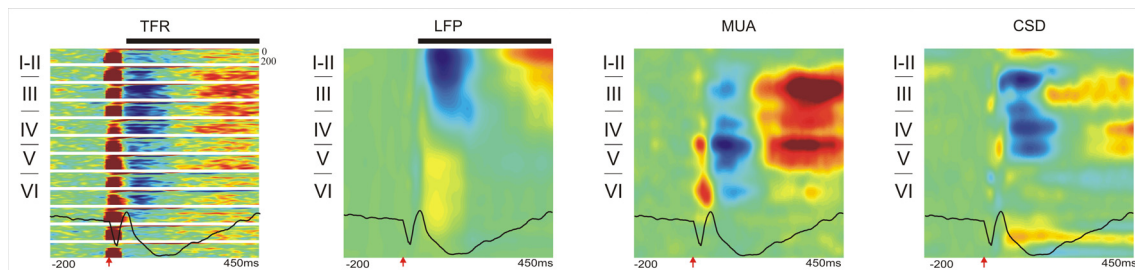 TFR LFP MUA CSD
I-II 0 I-II I-II I-II
200
III III III III
IV IV IV IV
V V V V
VI VI VI VI
-200 450ms -200 450ms -200 450ms -200 450ms